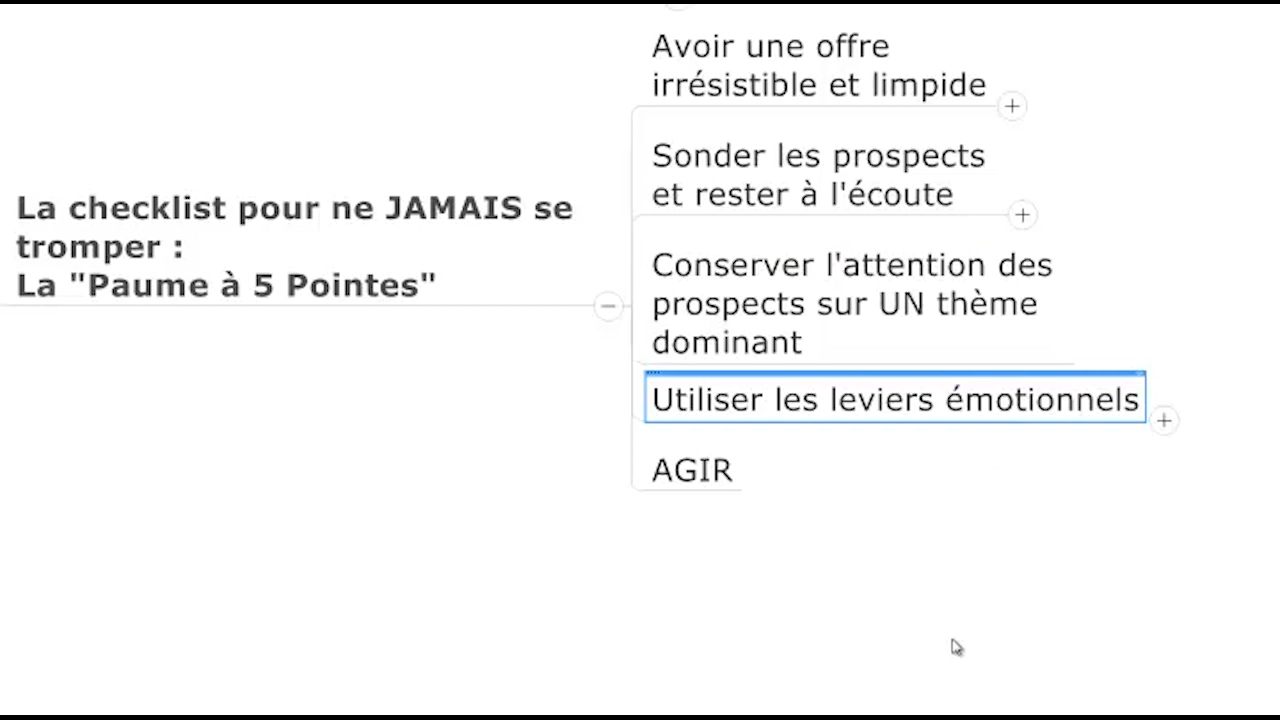 La checklist pour ne JAMAIS se
tromper :
La "Paume à 5 Pointes"
Avoir une offre
irrésistible et limpide
Sonder les prospects
et rester à l'écoute
Conserver l'attention des
prospects sur UN thème
dominant
Utiliser les leviers émotionnels
AGIR